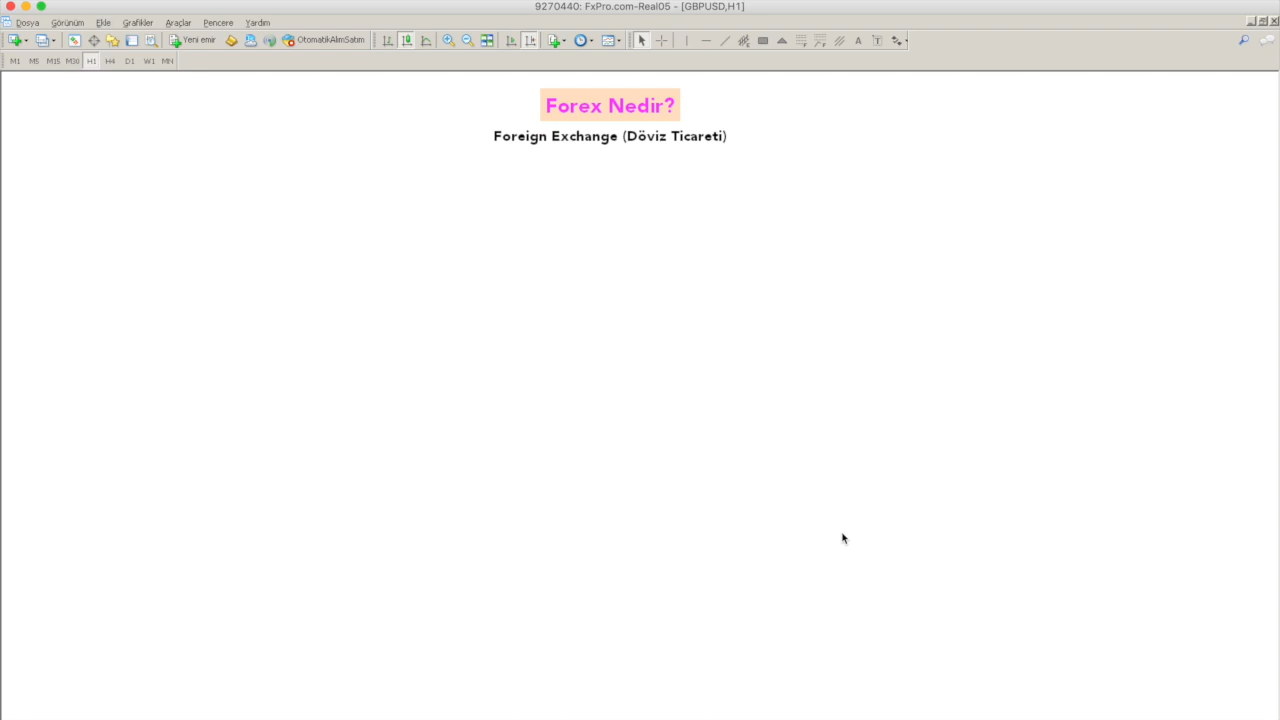 9270440: FxPro.com-Real05 - [GBPUSD,H1]
Dosya Görünüm Ekle Grafikler Araçlar Pencere Yardım
Yeni emir OtomatikAlımSatım
M1 M5 M15 M30 H1 H4 D1 W1 MN
Forex Nedir?
Foreign Exchange (Döviz Ticareti)